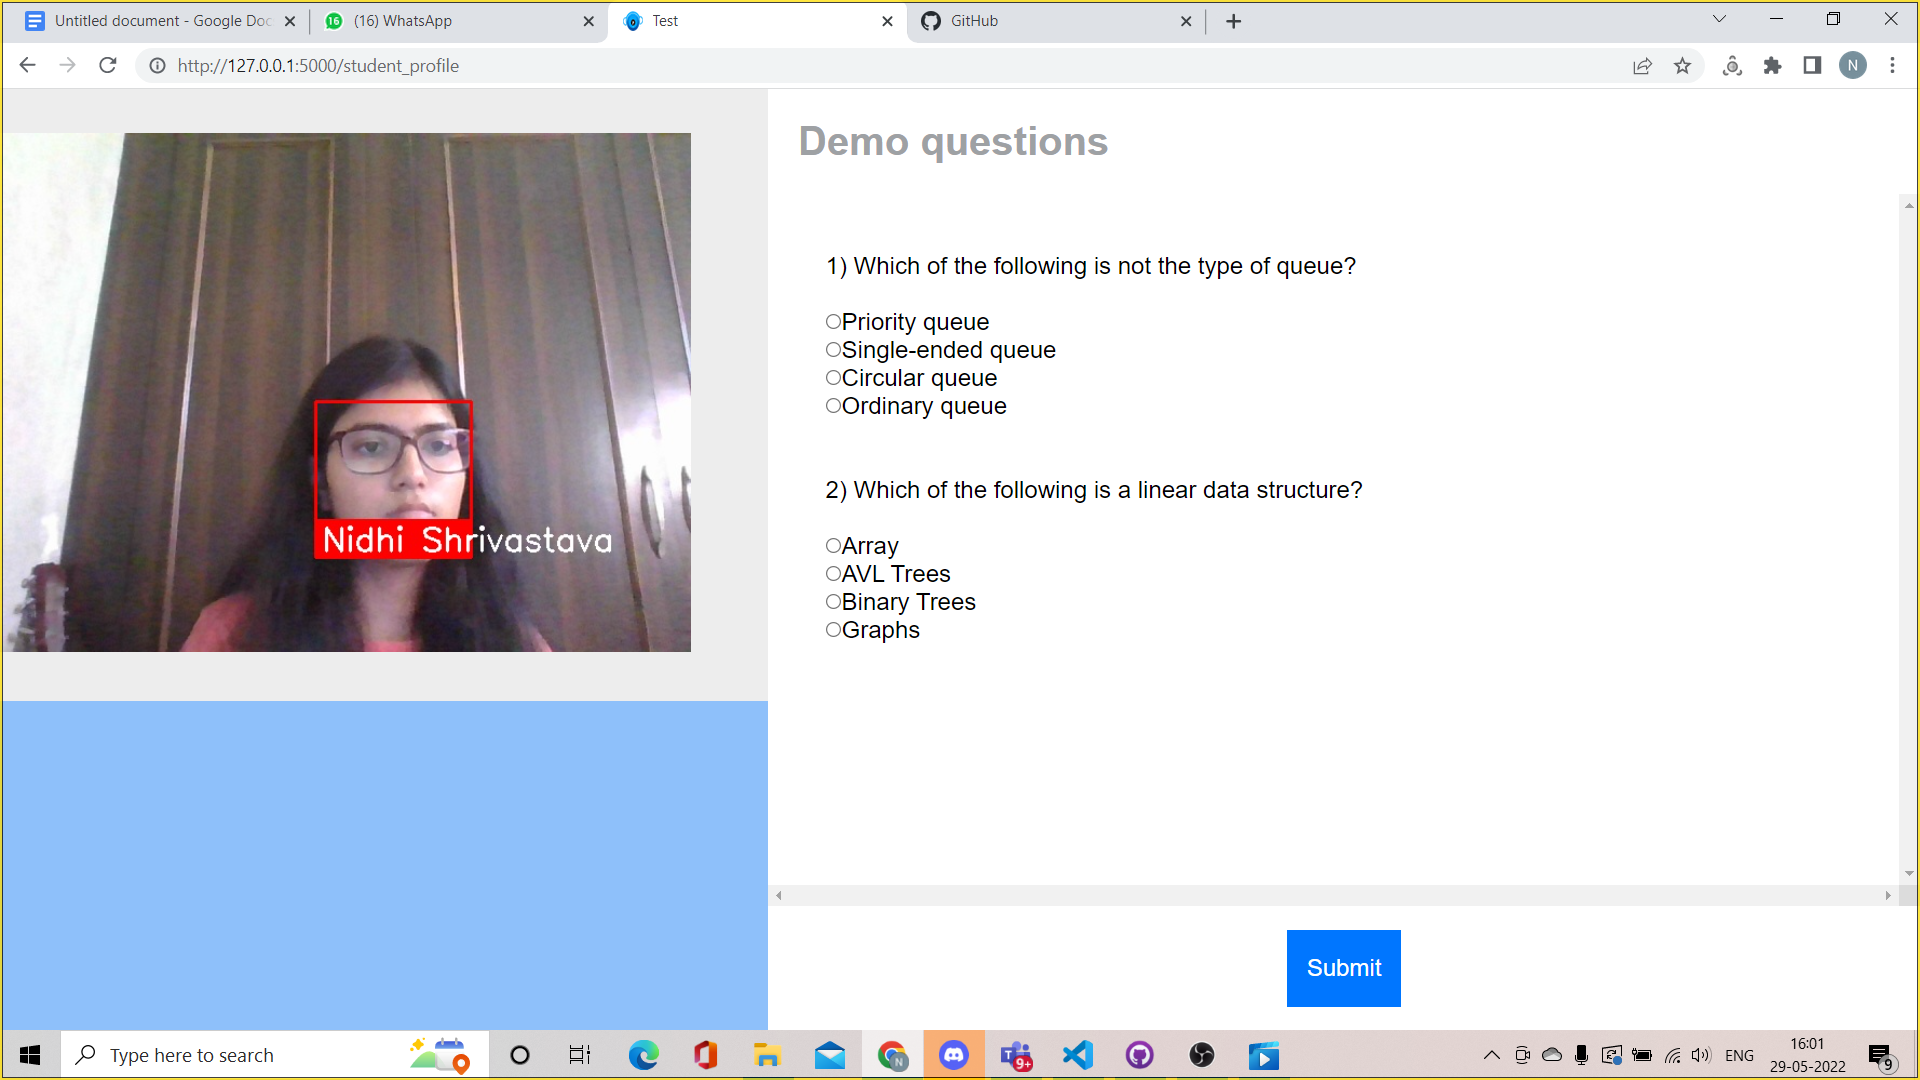 Untitled document - Google Doc
(16) WhatsApp
Test
GitHub
http://127.0.0.1:5000/student_profile
N
Nidhi Shrivastava
Demo questions
1) Which of the following is not the type of queue?
Priority queue
Single-ended queue
Circular queue
Ordinary queue
2) Which of the following is a linear data structure?
Array
AVL Trees
Binary Trees
Graphs
Submit
Type here to search
9+
ENG
16:01
29-05-2022
9